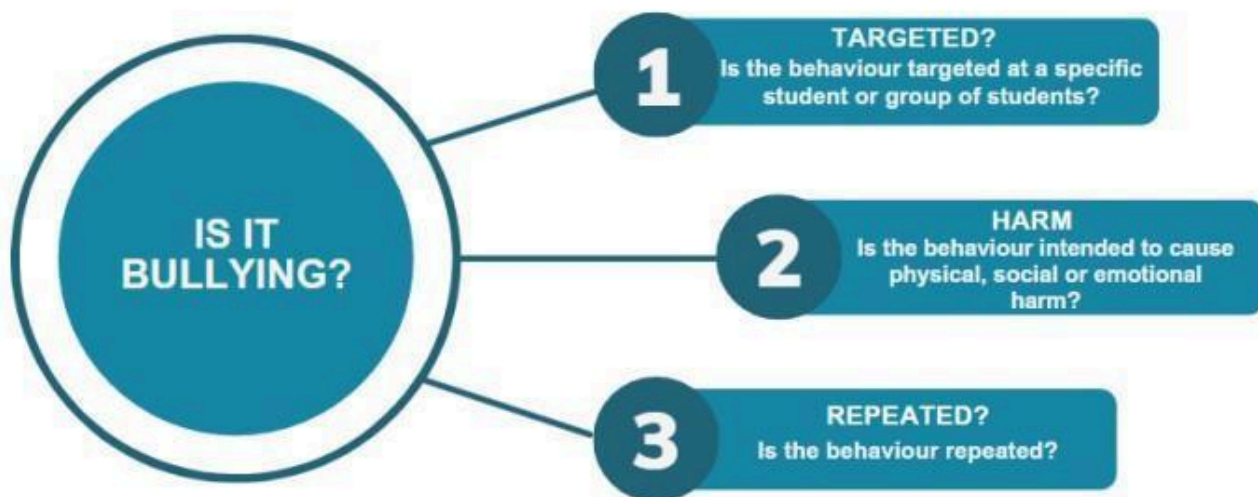 IS IT
BULLYING?
1
TARGETED?
Is the behaviour targeted at a specific
student or group of students?
2
HARM
Is the behaviour intended to cause
physical, social or emotional
harm?
3
REPEATED?
Is the behaviour repeated?